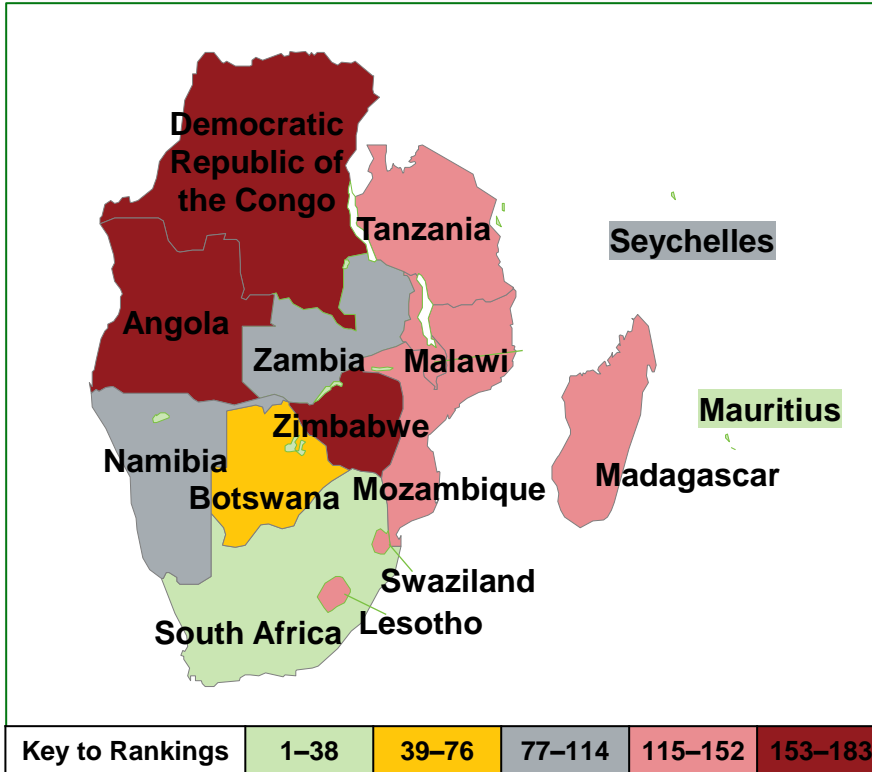 Democratic
Republic of
the Congo
Tanzania
Seychelles
Angola
Zambia
Malawi
Mauritius
Zimbabwe
Namibia
Botswana
Mozambique
Madagascar
Swaziland
Lesotho
South Africa
Key to Rankings 1–38 39–76 77–114 115–152 153–183